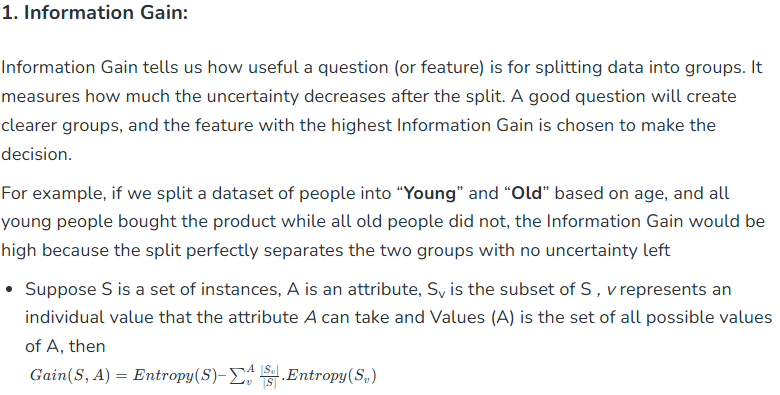 1. Information Gain:
Information Gain tells us how useful a question (or feature) is for splitting data into groups. It
measures how much the uncertainty decreases after the split. A good question will create
clearer groups, and the feature with the highest Information Gain is chosen to make the
decision.
For example, if we split a dataset of people into “Young” and “Old” based on age, and all
young people bought the product while all old people did not, the Information Gain would be
high because the split perfectly separates the two groups with no uncertainty left
• Suppose S is a set of instances, A is an attribute, Sᵥ is the subset of S , v represents an
individual value that the attribute A can take and Values (A) is the set of all possible values
of A, then
Gain(S, A) = Entropy(S)–∑ᵥᴬ |Sᵥ|/|S| .Entropy(Sᵥ)